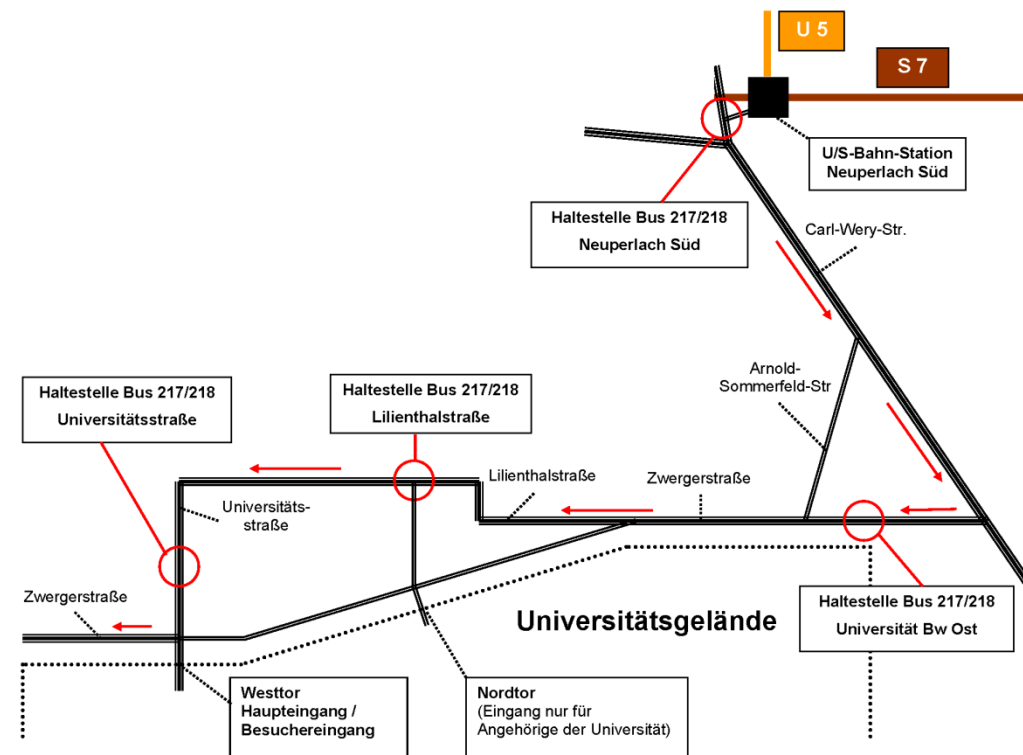 U 5
S 7
U/S-Bahn-Station
Neuperlach Süd
Haltestelle Bus 217/218
Neuperlach Süd
Carl-Wery-Str.
Arnold-
Sommerfeld-Str
Haltestelle Bus 217/218
Universitätsstraße
Haltestelle Bus 217/218
Lilienthalstraße
Lilienthalstraße
Zwergerstraße
Universitäts-
straße
Zwergerstraße
Universitätsgelände
Haltestelle Bus 217/218
Universität Bw Ost
Westtor
Haupteingang /
Besuchereingang
Nordtor
(Eingang nur für
Angehörige der Universität)